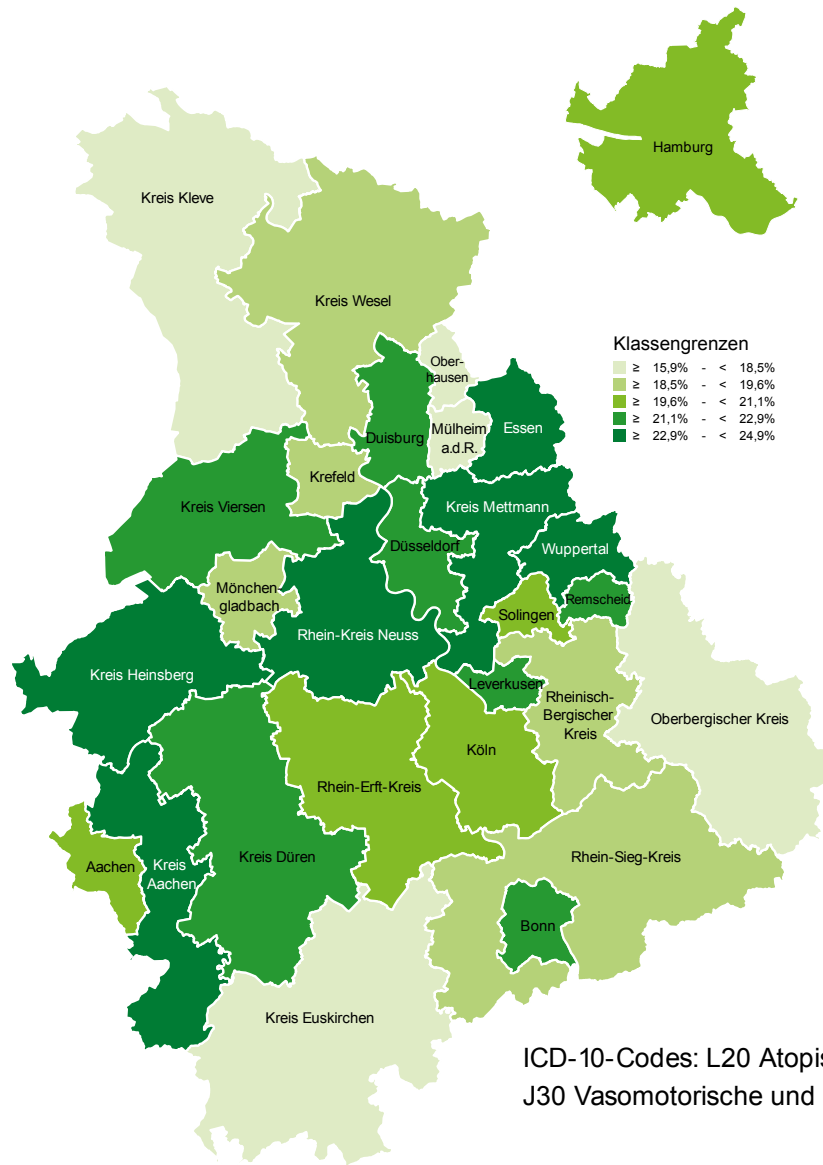 Hamburg
Kreis Kleve
Kreis Wesel
Klassengrenzen
≥ 15,9% - < 18,5%
≥ 18,5% - < 19,6%
≥ 19,6% - < 21,1%
≥ 21,1% - < 22,9%
≥ 22,9% - < 24,9%
Ober-
hausen
Duisburg
Mülheim
a.d.R.
Essen
Krefeld
Kreis Viersen
Kreis Mettmann
Düsseldorf
Wuppertal
Mönchen
gladbach
Remscheid
Solingen
Rhein-Kreis Neuss
Kreis Heinsberg
Leverkusen
Rheinisch-
Bergischer
Kreis
Oberbergischer Kreis
Köln
Rhein-Erft-Kreis
Kreis Düren
Rhein-Sieg-Kreis
Aachen
Kreis
Aachen
Bonn
Kreis Euskirchen
ICD-10-Codes: L20 Atopis
J30 Vasomotorische und